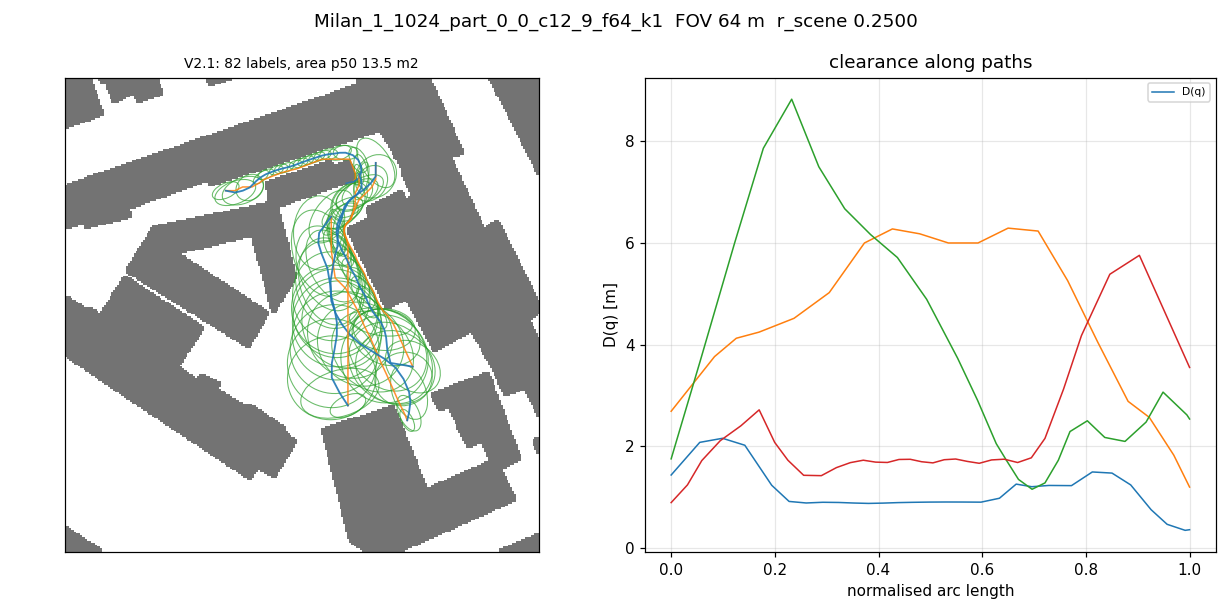 Milan_1_1024_part_0_0_c12_9_f64_k1 FOV 64 m r_scene 0.2500
V2.1: 82 labels, area p50 13.5 m2
clearance along paths
D(q)
8
6
4
2
0
D(q) [m]
0.0 0.2 0.4 0.6 0.8 1.0
normalised arc length